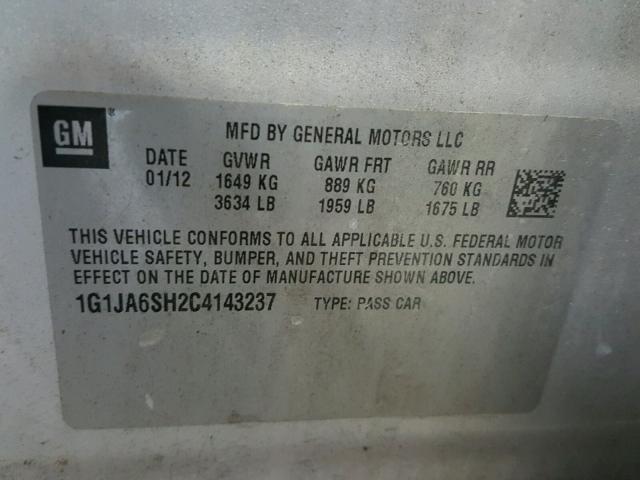 GM®
MFD BY GENERAL MOTORS LLC
DATE GVWR GAWR FRT GAWR RR
01/12 1649 KG 889 KG 760 KG
3634 LB 1959 LB 1675 LB
THIS VEHICLE CONFORMS TO ALL APPLICABLE U.S. FEDERAL MOTOR
VEHICLE SAFETY, BUMPER, AND THEFT PREVENTION STANDARDS IN
EFFECT ON THE DATE OF MANUFACTURE SHOWN ABOVE.
1G1JA6SH2C4143237 TYPE: PASS CAR